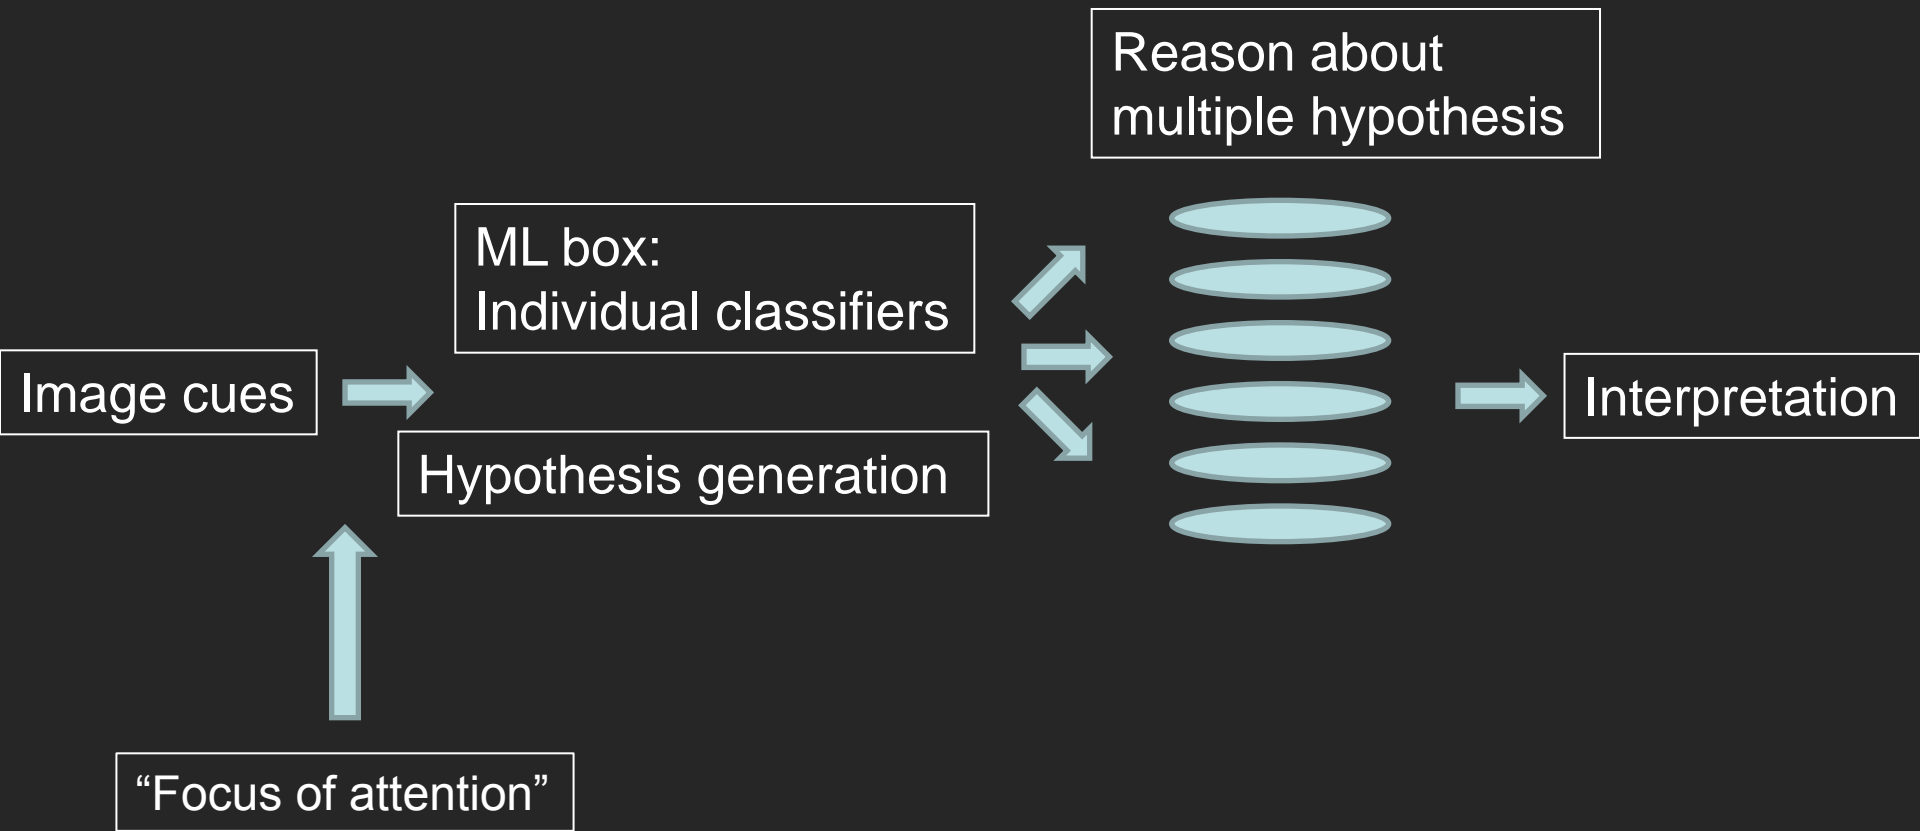 Reason about
multiple hypothesis
ML box:
Individual classifiers
Image cues
Interpretation
Hypothesis generation
“Focus of attention”